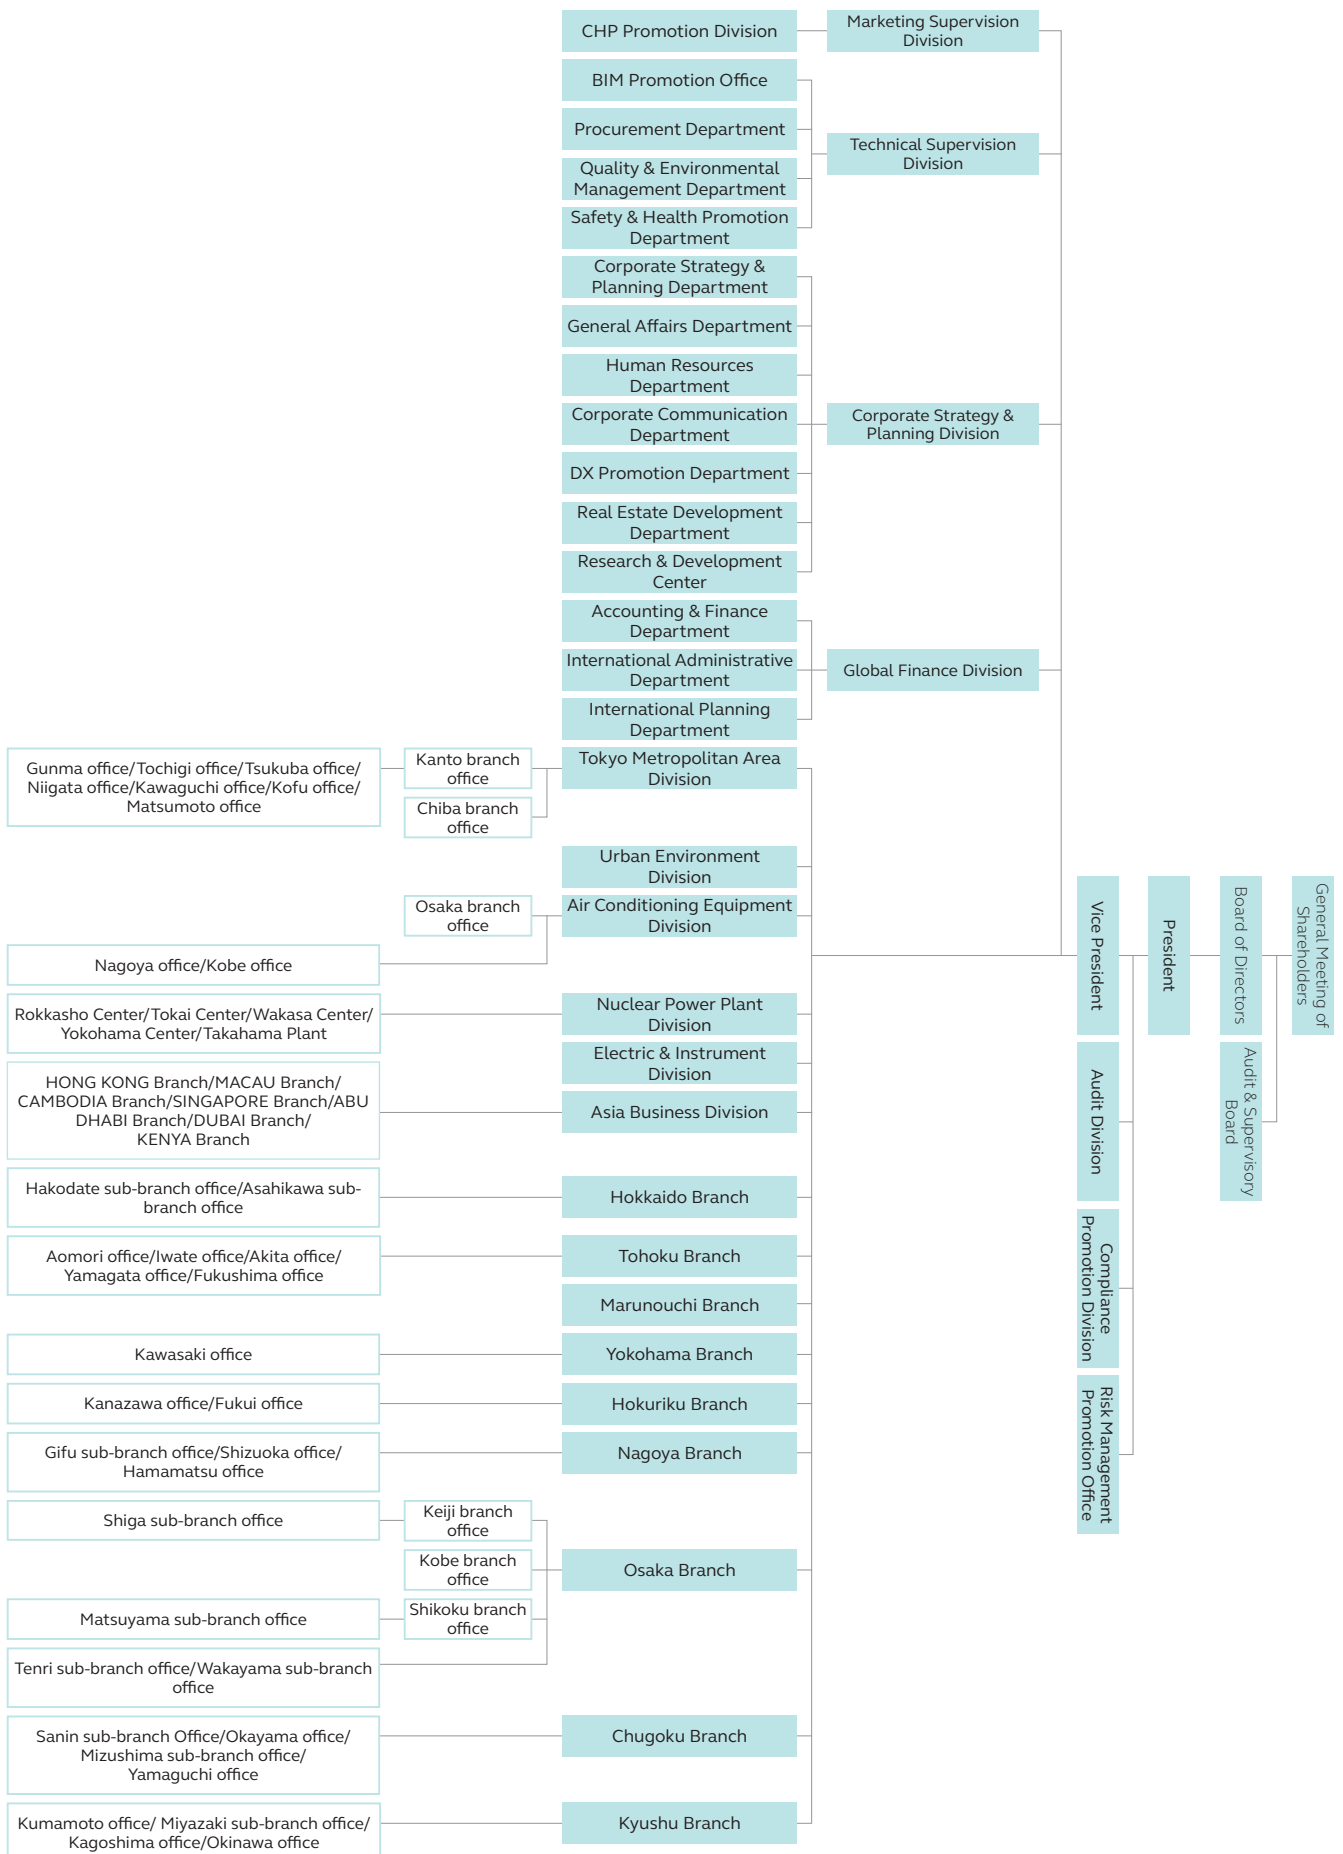 CHP Promotion Division
Marketing Supervision
Division
BIM Promotion Office
Procurement Department
Technical Supervision
Division
Quality & Environmental
Management Department
Safety & Health Promotion
Department
Corporate Strategy &
Planning Department
General Affairs Department
Human Resources
Department
Corporate Communication
Department
Corporate Strategy &
Planning Division
DX Promotion Department
Real Estate Development
Department
Research & Development
Center
Accounting & Finance
Department
International Administrative
Department
Global Finance Division
International Planning
Department
Gunma office/Tochigi office/Tsukuba office/
Niigata office/Kawaguchi office/Kofu office/
Matsumoto office
Kanto branch
office
Tokyo Metropolitan Area
Division
Chiba branch
office
Urban Environment
Division
Osaka branch
office
Air Conditioning Equipment
Division
Nagoya office/Kobe office
Vice President
President
Board of Directors
General Meeting of
Shareholders
Rokkasho Center/Tokai Center/Wakasa Center/
Yokohama Center/Takahama Plant
Nuclear Power Plant
Division
Electric & Instrument
Division
HONG KONG Branch/MACAU Branch/
CAMBODIA Branch/SINGAPORE Branch/ABU
DHABI Branch/DUBAI Branch/
KENYA Branch
Asia Business Division
Audit Division
Audit & Supervisory
Board
Hakodate sub-branch office/Asahikawa sub-
branch office
Hokkaido Branch
Aomori office/Iwate office/Akita office/
Yamagata office/Fukushima office
Tohoku Branch
Compliance
Promotion Division
Marunouchi Branch
Kawasaki office
Yokohama Branch
Kanazawa office/Fukui office
Hokuriku Branch
Risk Management
Promotion Office
Gifu sub-branch office/Shizuoka office/
Hamamatsu office
Nagoya Branch
Shiga sub-branch office
Keiji branch
office
Kobe branch
office
Osaka Branch
Matsuyama sub-branch office
Shikoku branch
office
Tenri sub-branch office/Wakayama sub-branch
office
Sanin sub-branch Office/Okayama office/
Mizushima sub-branch office/
Yamaguchi office
Chugoku Branch
Kumamoto office/ Miyazaki sub-branch office/
Kagoshima office/Okinawa office
Kyushu Branch